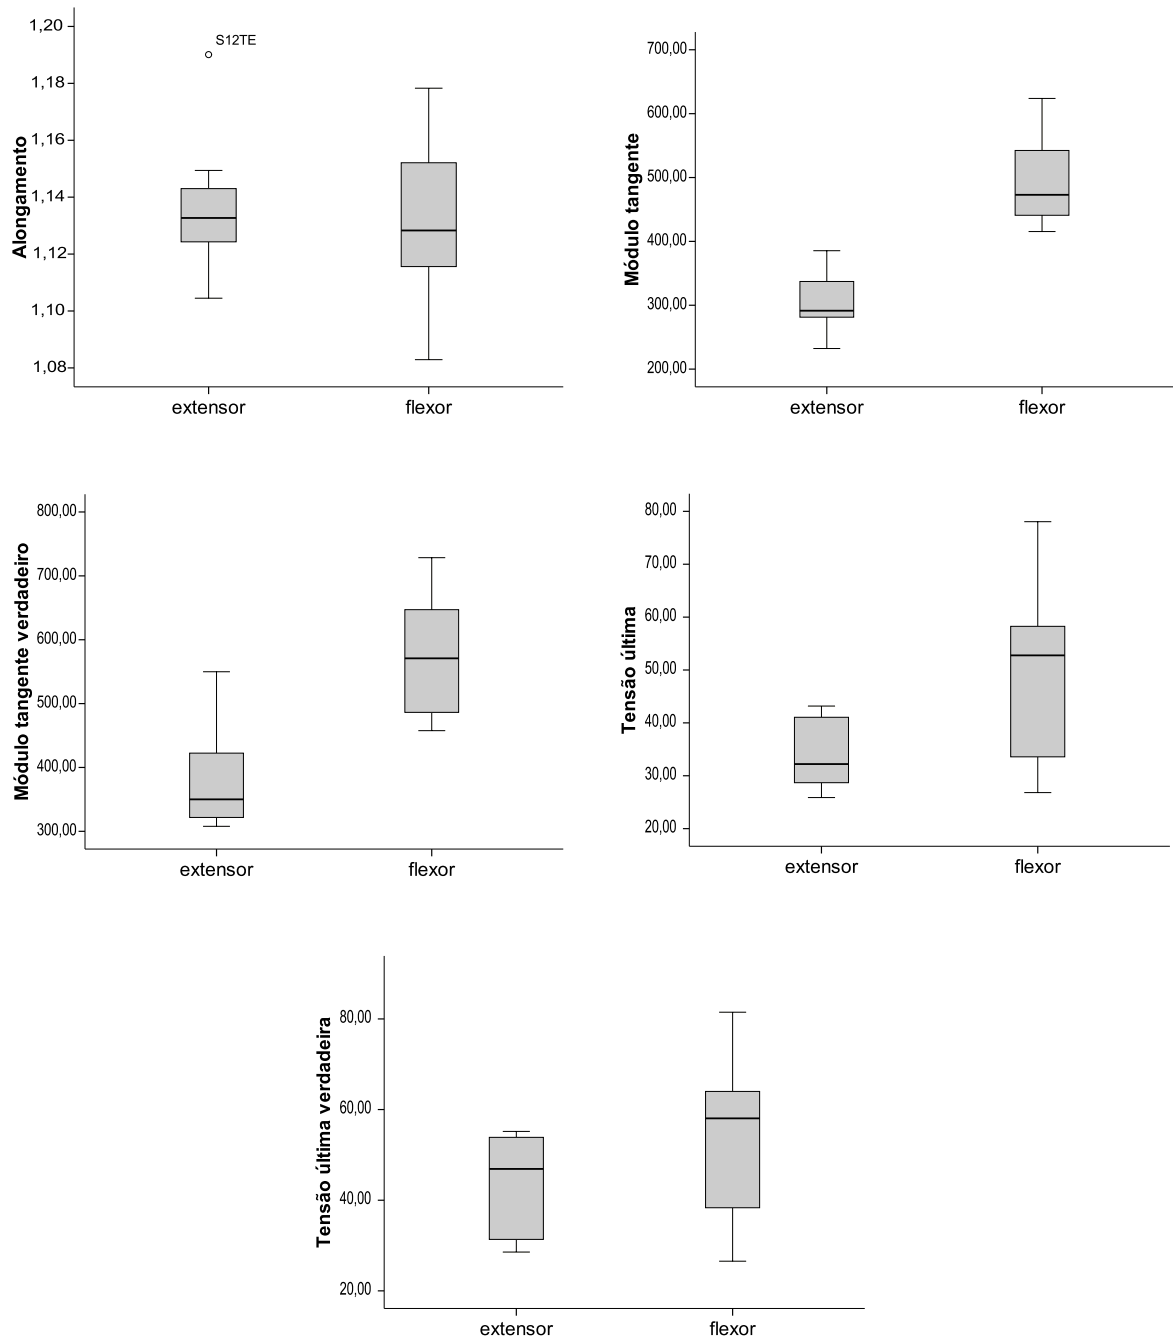 Alongamento
1,20
1,18
1,16
1,14
1,12
1,10
1,08
S12TE
extensor
flexor
Módulo tangente
700,00
600,00
500,00
400,00
300,00
200,00
extensor
flexor
Módulo tangente verdadeiro
800,00
700,00
600,00
500,00
400,00
300,00
extensor
flexor
Tensão última
80,00
70,00
60,00
50,00
40,00
30,00
20,00
extensor
flexor
Tensão última verdadeira
80,00
60,00
40,00
20,00
extensor
flexor